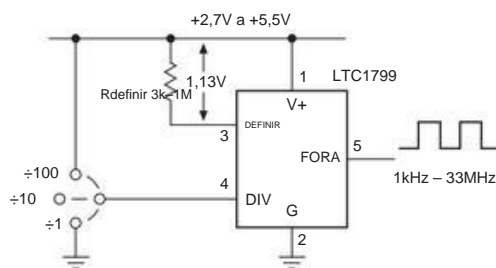 +2,7V a +5,5V
1
LTC1799
1,13V
Rdefinir 3k–1M
V+
3
DEFINIR
5
FORA
÷100
4
1kHz – 33MHz
÷10
DIV
÷1
G
2